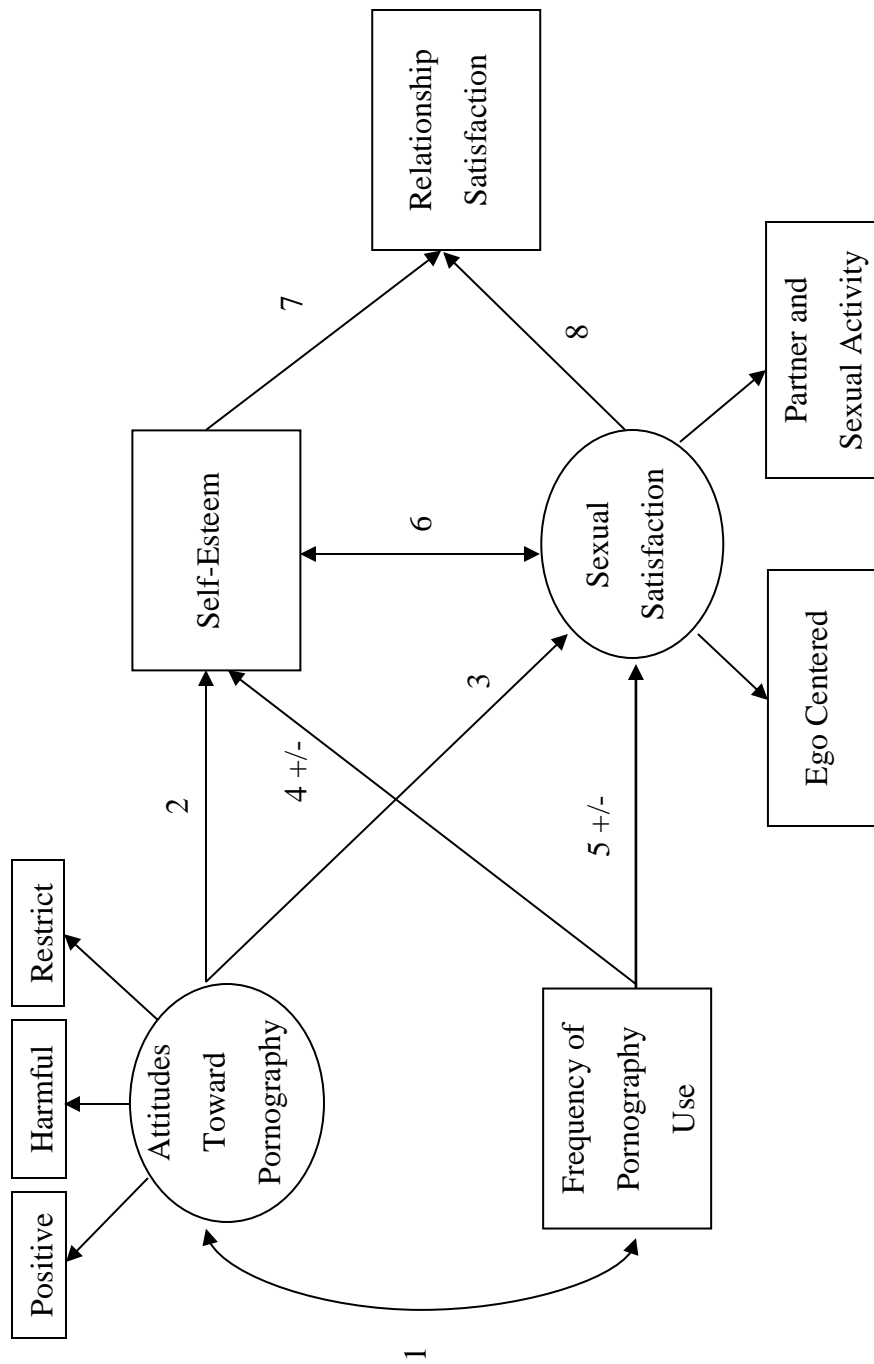 Positive
Harmful
Restrict
Attitudes
Toward
Pornography
1
Frequency of
Pornography
Use
2
3
4 +/-
5 +/-
Self-Esteem
6
Sexual
Satisfaction
Ego Centered
Partner and
Sexual Activity
7
8
Relationship
Satisfaction